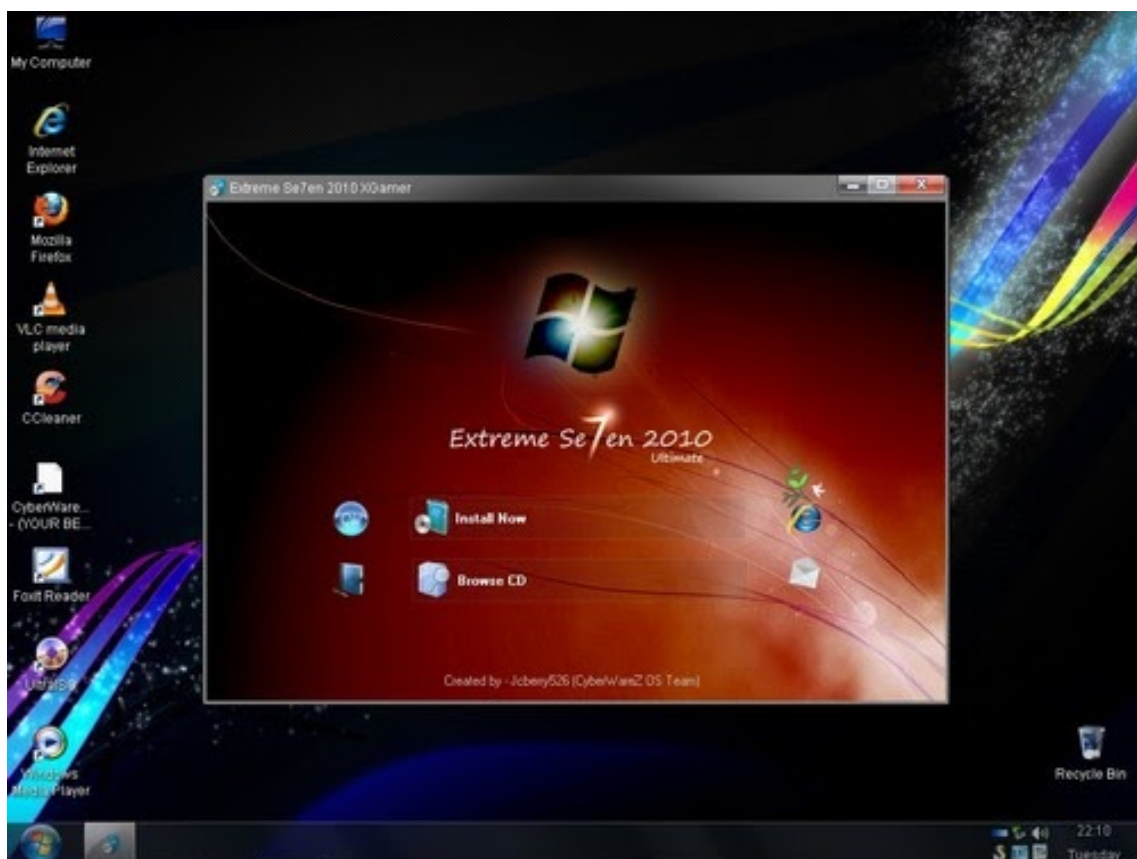 My Computer
Internet
Explorer
Mozilla
Firefox
VLC media
player
CCleaner
CyberWare...
- (YOUR BE...
Foxit Reader
UltraISO
Windows
Media Player
Extreme Se7en 2010 XGamer
Extreme Se7en 2010
Ultimate
Install Now
Browse CD
Created by - Jcberry526 (CyberWareZ OS Team)
Recycle Bin
22:10
Tuesday